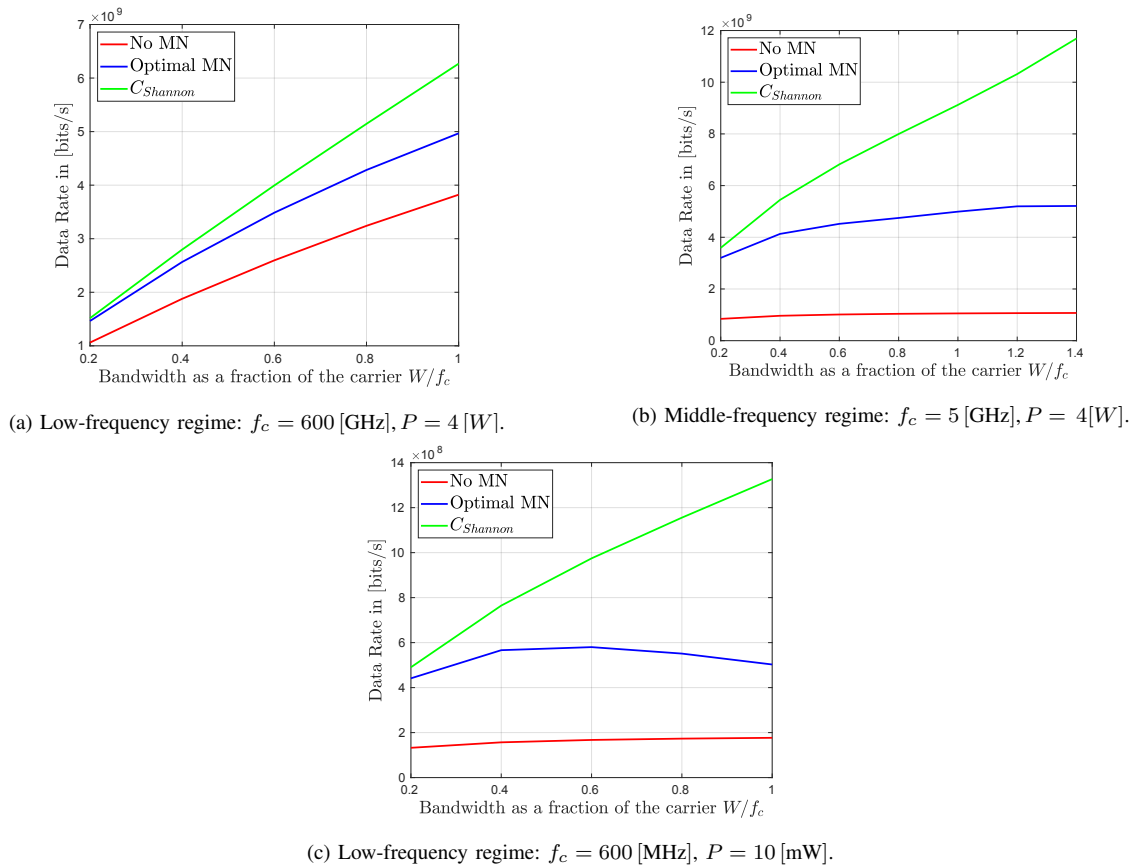 × 10^9
7
6
5
4
3
2
1
Data Rate in [bits/s]
No MN
Optimal MN
C_{Shannon}
0.2 0.4 0.6 0.8 1
Bandwidth as a fraction of the carrier W/f_c
(a) Low-frequency regime: f_c = 600 [GHz], P = 4 [W].
× 10^9
12
10
8
6
4
2
0
Data Rate in [bits/s]
No MN
Optimal MN
C_{Shannon}
0.2 0.4 0.6 0.8 1 1.2 1.4
Bandwidth as a fraction of the carrier W/f_c
(b) Middle-frequency regime: f_c = 5 [GHz], P = 4[W].
× 10^8
14
12
10
8
6
4
2
0
Data Rate in [bits/s]
No MN
Optimal MN
C_{Shannon}
0.2 0.4 0.6 0.8 1
Bandwidth as a fraction of the carrier W/f_c
(c) Low-frequency regime: f_c = 600 [MHz], P = 10 [mW].